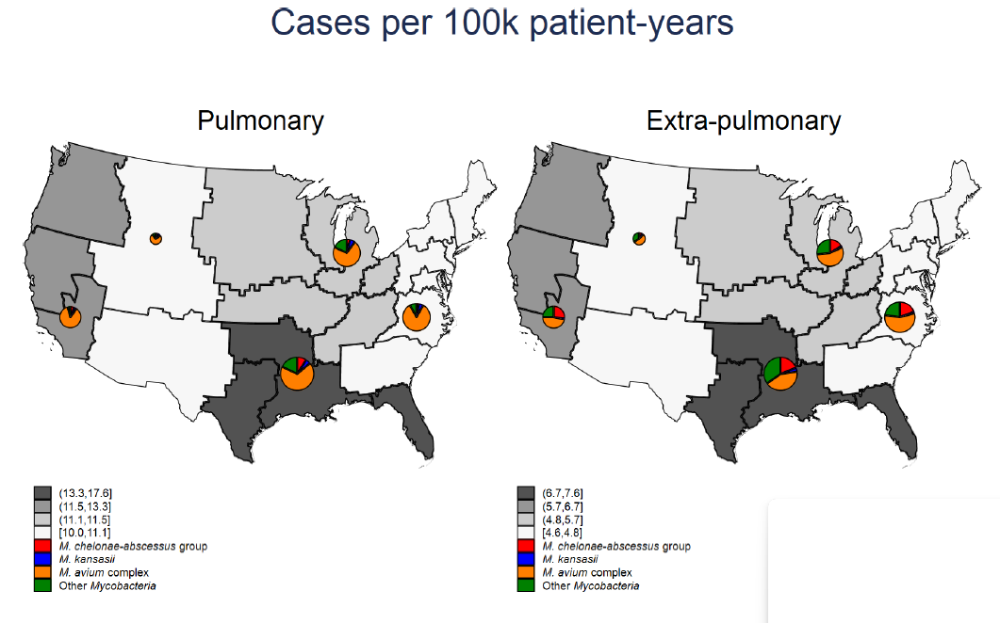 Cases per 100k patient-years
Pulmonary
Extra-pulmonary
(13.3,17.6]
(11.5,13.3]
(11.1,11.5]
[10.0,11.1]
M. chelonae-abscessus group
M. kansasii
M. avium complex
Other Mycobacteria
(6.7,7.6]
(5.7,6.7]
(4.8,5.7]
[4.6,4.8]
M. chelonae-abscessus group
M. kansasii
M. avium complex
Other Mycobacteria